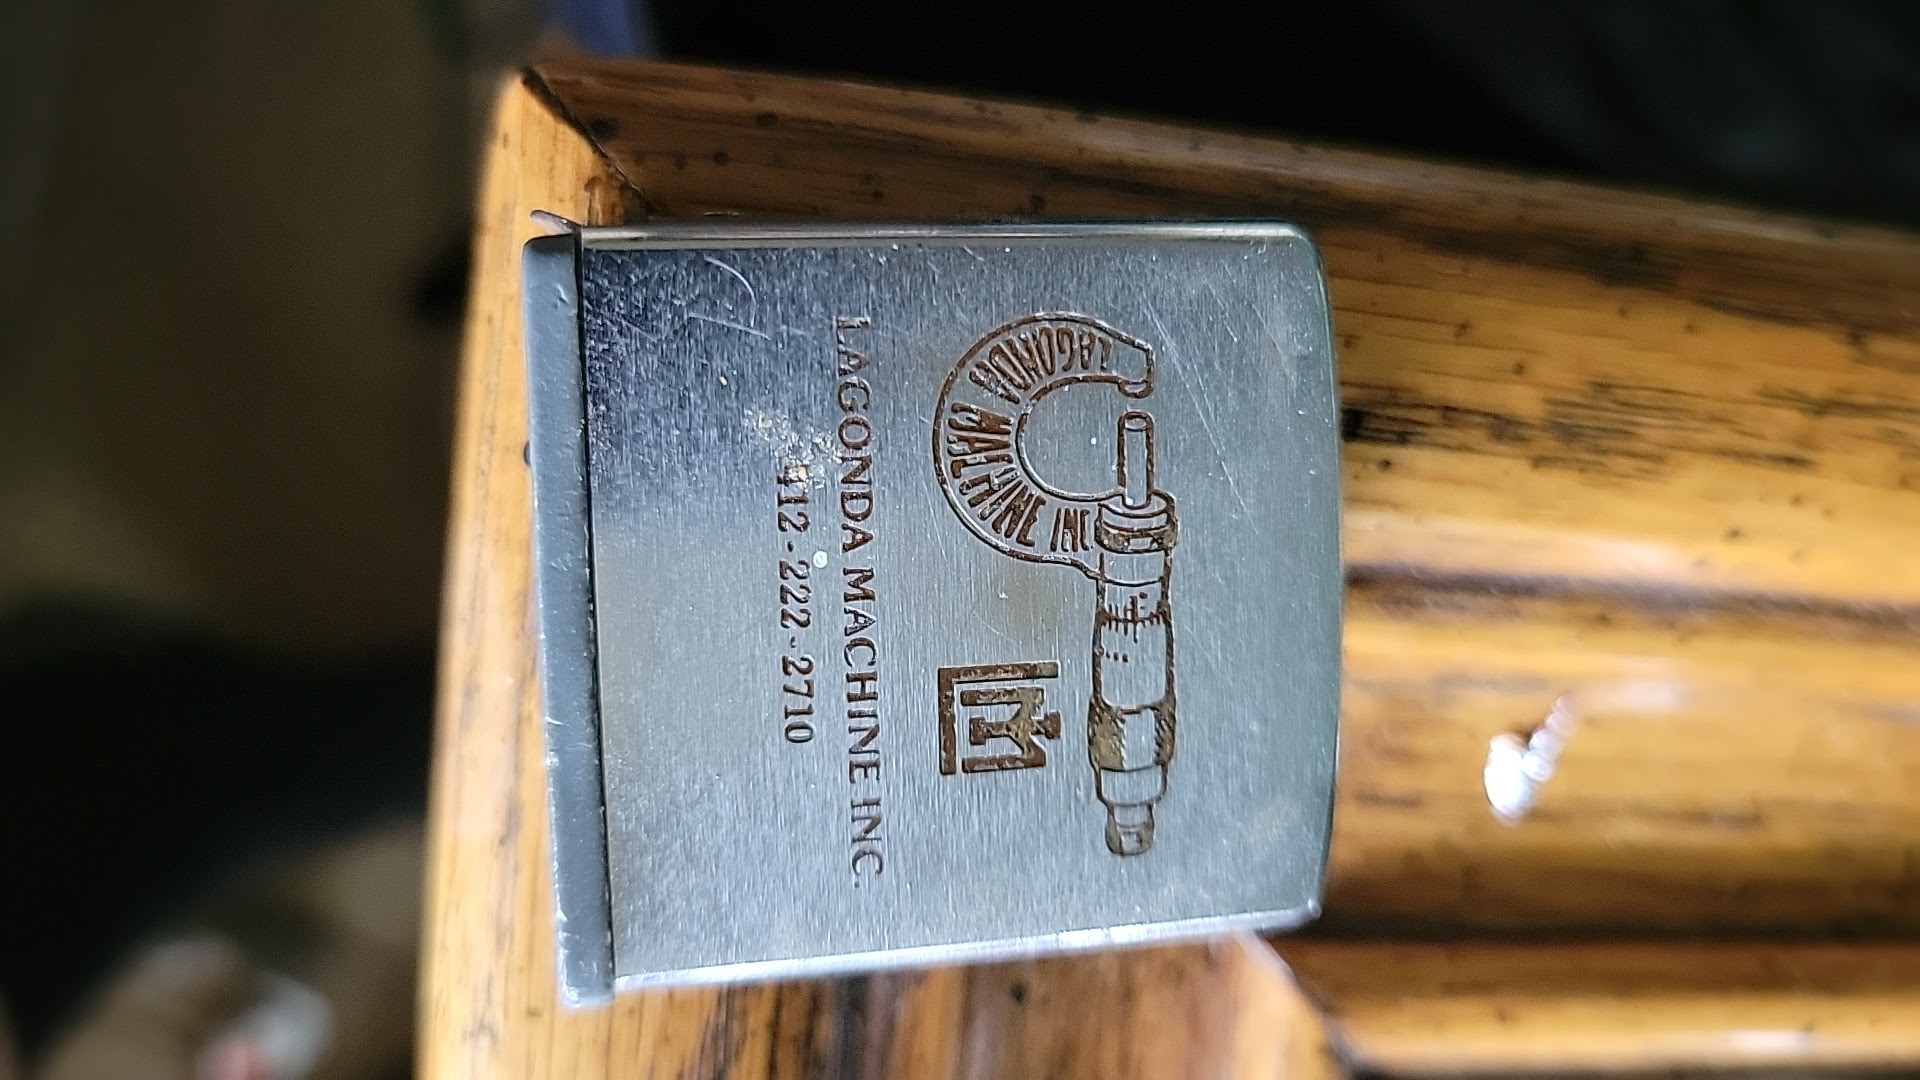 LAGONDA MACHINE INC
LAGONDA MACHINE INC.
412-222-2710